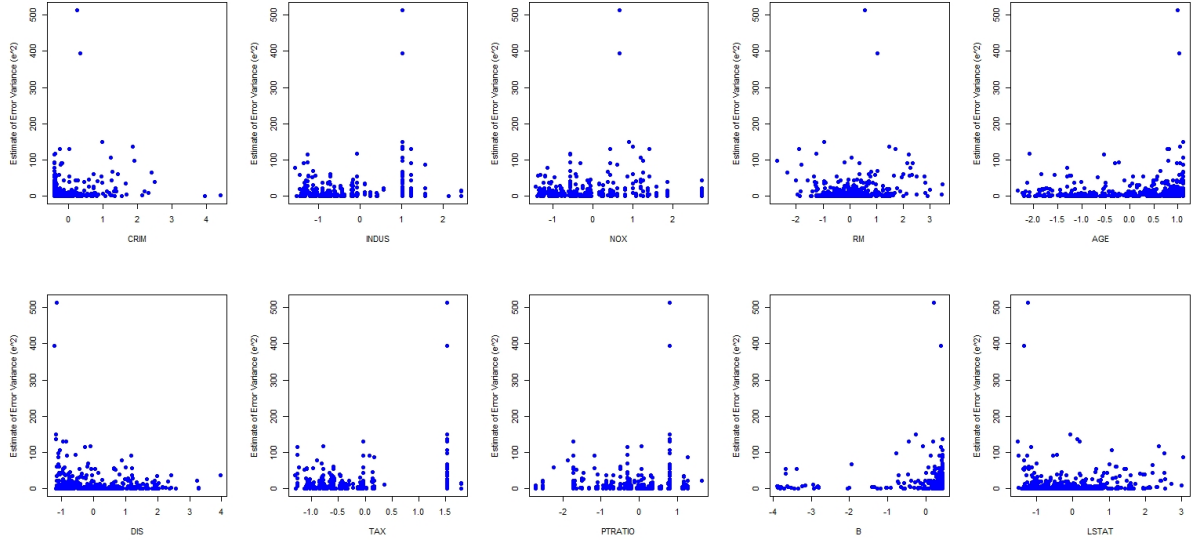 Estimate of Error Variance (e^2)
0 100 200 300 400 500
0 1 2 3 4
CRIM
Estimate of Error Variance (e^2)
0 100 200 300 400 500
-1 0 1 2
INDUS
Estimate of Error Variance (e^2)
0 100 200 300 400 500
-1 0 1 2
NOX
Estimate of Error Variance (e^2)
0 100 200 300 400 500
-2 -1 0 1 2 3
RM
Estimate of Error Variance (e^2)
0 100 200 300 400 500
-2.0 -1.5 -1.0 -0.5 0.0 0.5 1.0
AGE
Estimate of Error Variance (e^2)
0 100 200 300 400 500
-1 0 1 2 3 4
DIS
Estimate of Error Variance (e^2)
0 100 200 300 400 500
-1.0 -0.5 0.0 0.5 1.0 1.5
TAX
Estimate of Error Variance (e^2)
0 100 200 300 400 500
-2 -1 0 1
PTRATIO
Estimate of Error Variance (e^2)
0 100 200 300 400 500
-4 -3 -2 -1 0
B
Estimate of Error Variance (e^2)
0 100 200 300 400 500
-1 0 1 2 3
LSTAT